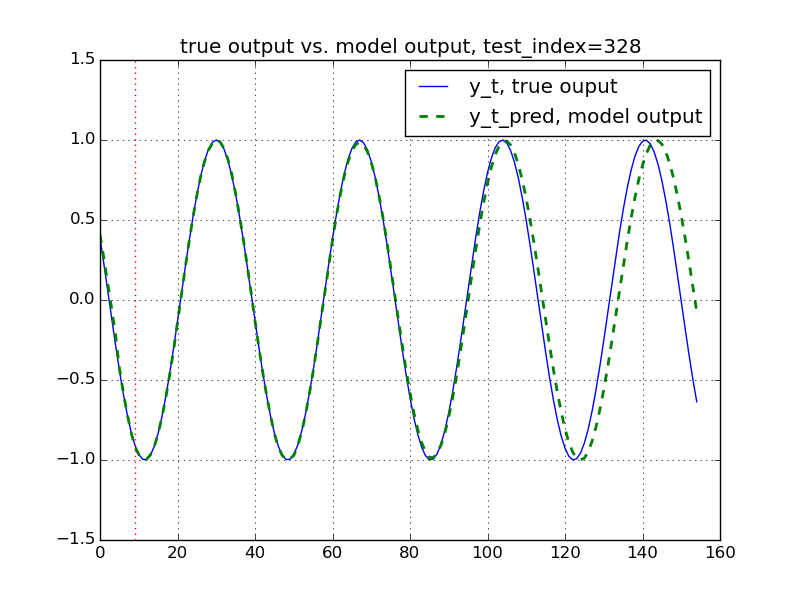 true output vs. model output, test_index=328
y_t, true ouput
y_t_pred, model output
1.5
1.0
0.5
0.0
−0.5
−1.0
−1.5
0 20 40 60 80 100 120 140 160